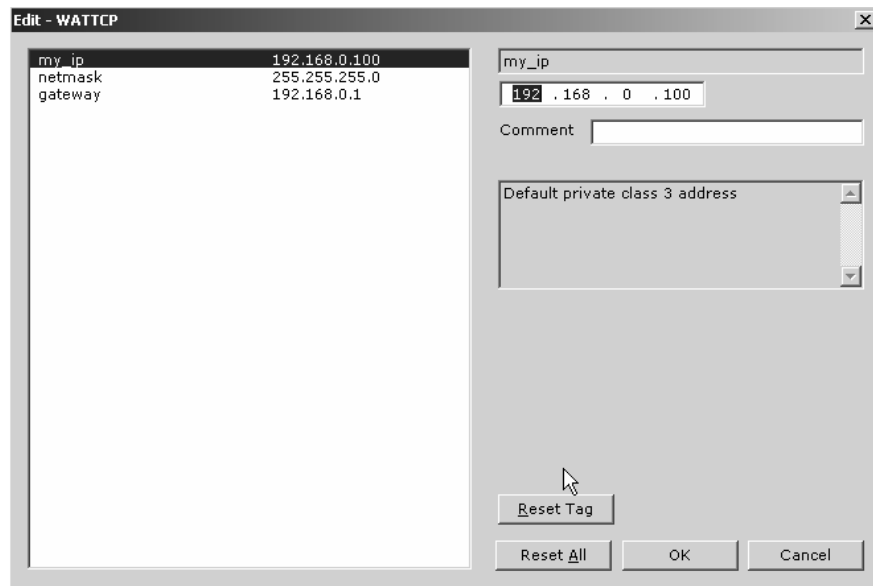 Edit - WATTCP
my_ip 192.168.0.100
netmask 255.255.255.0
gateway 192.168.0.1
my_ip
192 . 168 . 0 . 100
Comment
Default private class 3 address
Reset Tag
Reset All OK Cancel